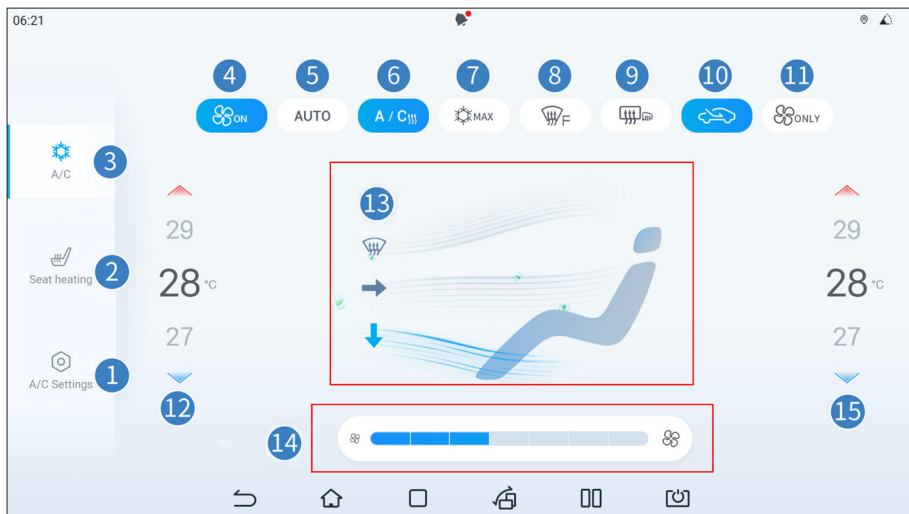 06:21
4 5 6 7 8 9 10 11
ON AUTO A/C MAX F ONLY
3
A/C
13
29 29
2
Seat heating
28 °C 28 °C
27 27
1
A/C Settings
12 15
14